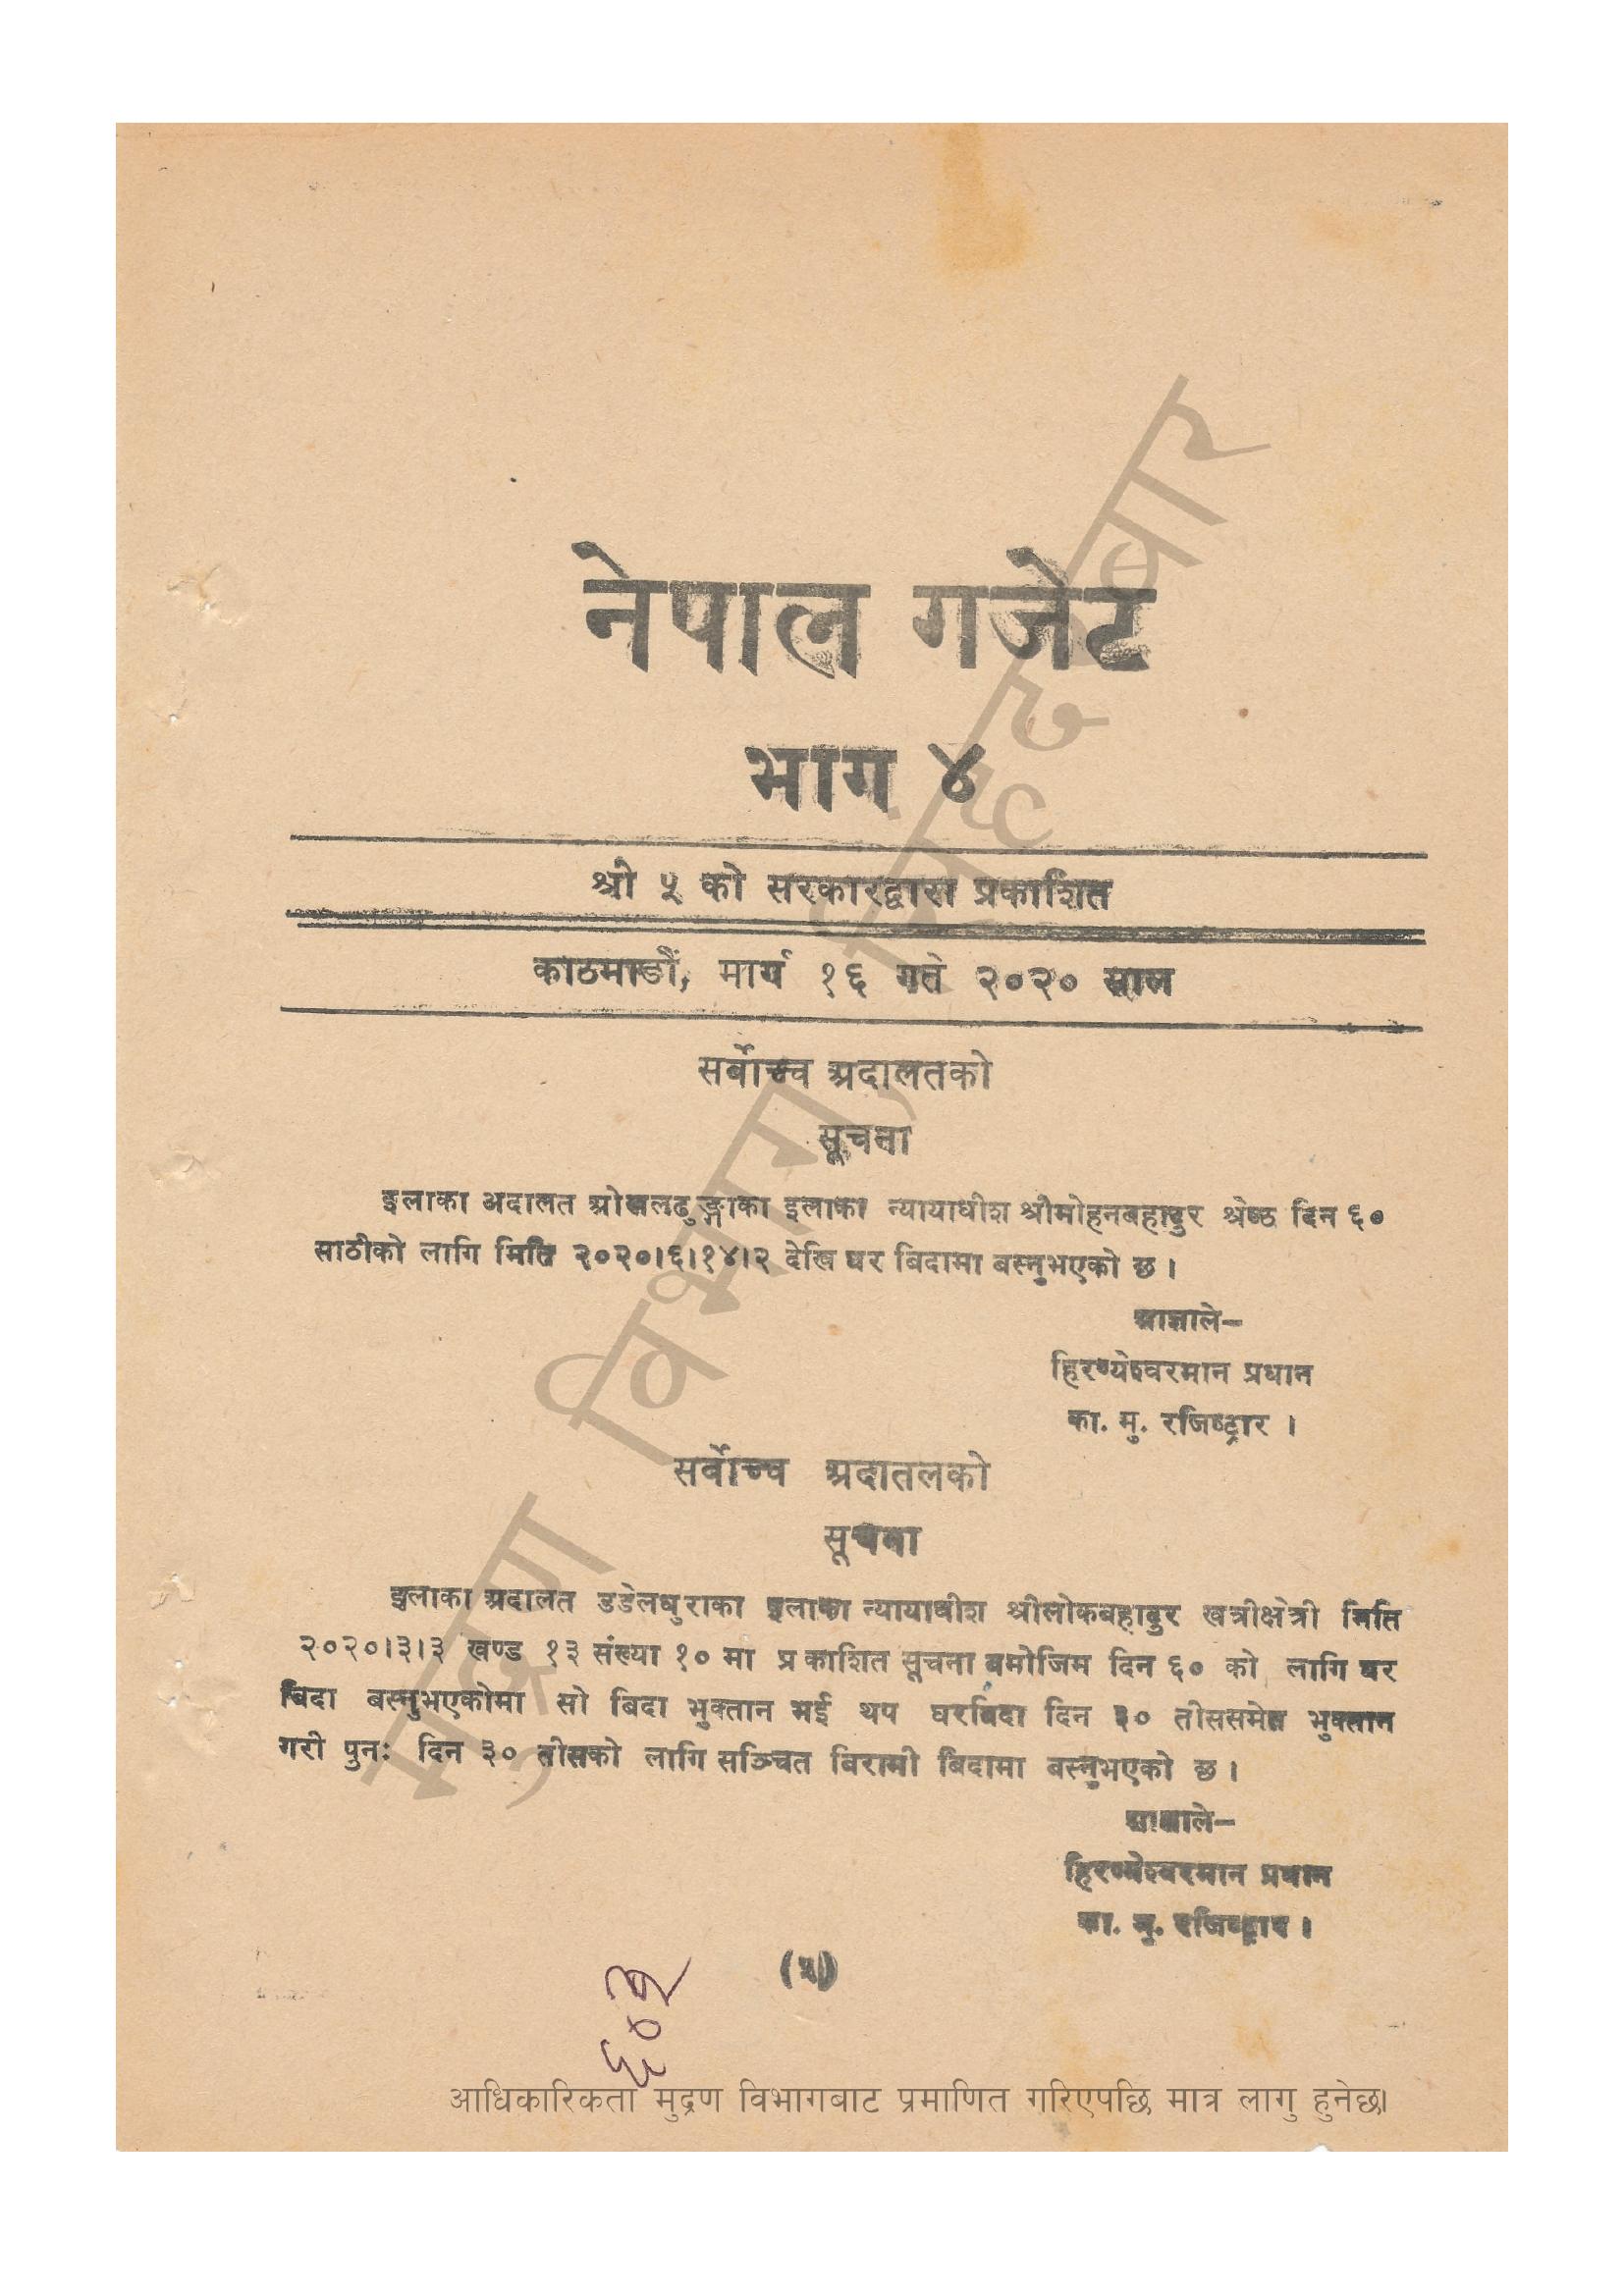 नेपाल गजेट
भाग ४
श्री ५ को सरकारद्वारा प्रकाशित
काठमाडौं, मार्ग १६ गते २०२० साल
सर्वोच्च अदालतको
सूचना
इलाका अदालत ओखलढुङ्गाका इलाका न्यायाधीश श्रीमोहनबहादुर श्रेष्ठ दिन ६०
साठीको लागि मिति २०२०।६।१४।२ देखि घर बिदामा बस्नुभएको छ ।
आज्ञाले—
हिरण्येश्वरमान प्रधान
का. मु. रजिष्ट्रार ।
सर्वोच्च अदातलको
सूचना
इलाका अदालत डडेलधुराका इलाका न्यायाधीश श्रीलोकबहादुर खत्रीक्षेत्री मिति
२०२०।३।३ खण्ड १३ संख्या १० मा प्रकाशित सूचना बमोजिम दिन ६० को लागि घर
बिदा बस्नुभएकोमा सो बिदा भुक्तान भई थप घरबिदा दिन ३० तीससमेत भुक्तान
गरी पुनः दिन ३० तीसको लागि सञ्चित बिरामी बिदामा बस्नुभएको छ ।
आज्ञाले—
हिरण्येश्वरमान प्रधान
का. मु. रजिष्ट्रार ।
आधिकारिकता मुद्रण विभागबाट प्रमाणित गरिएपछि मात्र लागु हुनेछ।
मुद्रण विभाग, सिंहदरबार